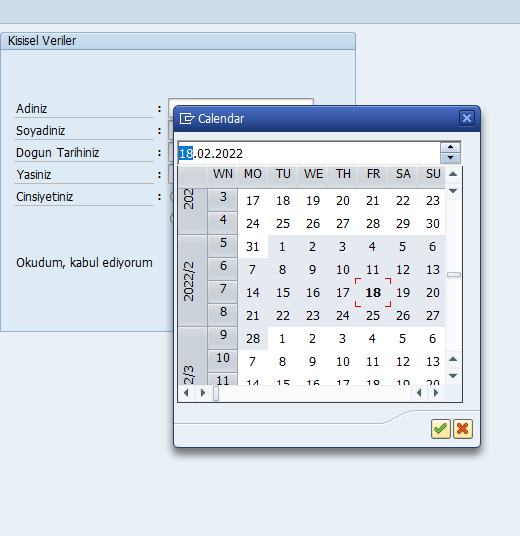 Kisisel Veriler
Adiniz :
Soyadiniz :
Dogun Tarihiniz :
Yasiniz :
Cinsiyetiniz :
Okudum, kabul ediyorum
Calendar
18.02.2022
WN MO TU WE TH FR SA SU
202
3 17 18 19 20 21 22 23
4 24 25 26 27 28 29 30
2022/2
5 31 1 2 3 4 5 6
6 7 8 9 10 11 12 13
7 14 15 16 17 18 19 20
8 21 22 23 24 25 26 27
2/3
9 28 1 2 3 4 5 6
10 7 8 9 10 11 12 13
11 14 15 16 17 18 19 20